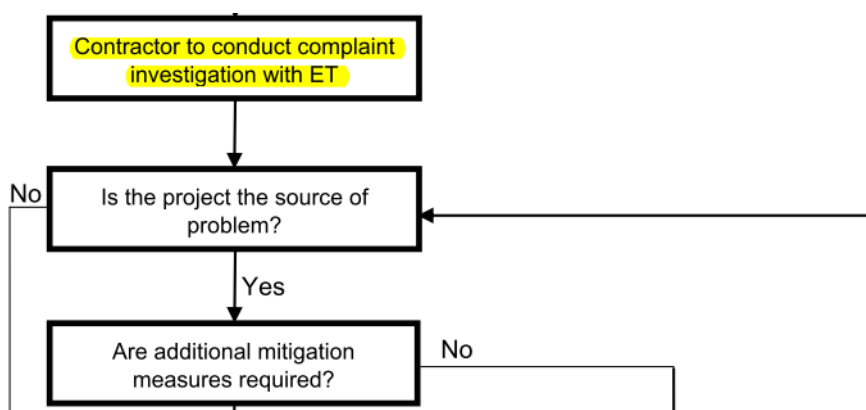 Contractor to conduct complaint
investigation with ET
No
Is the project the source of
problem?
Yes
Are additional mitigation
measures required?
No